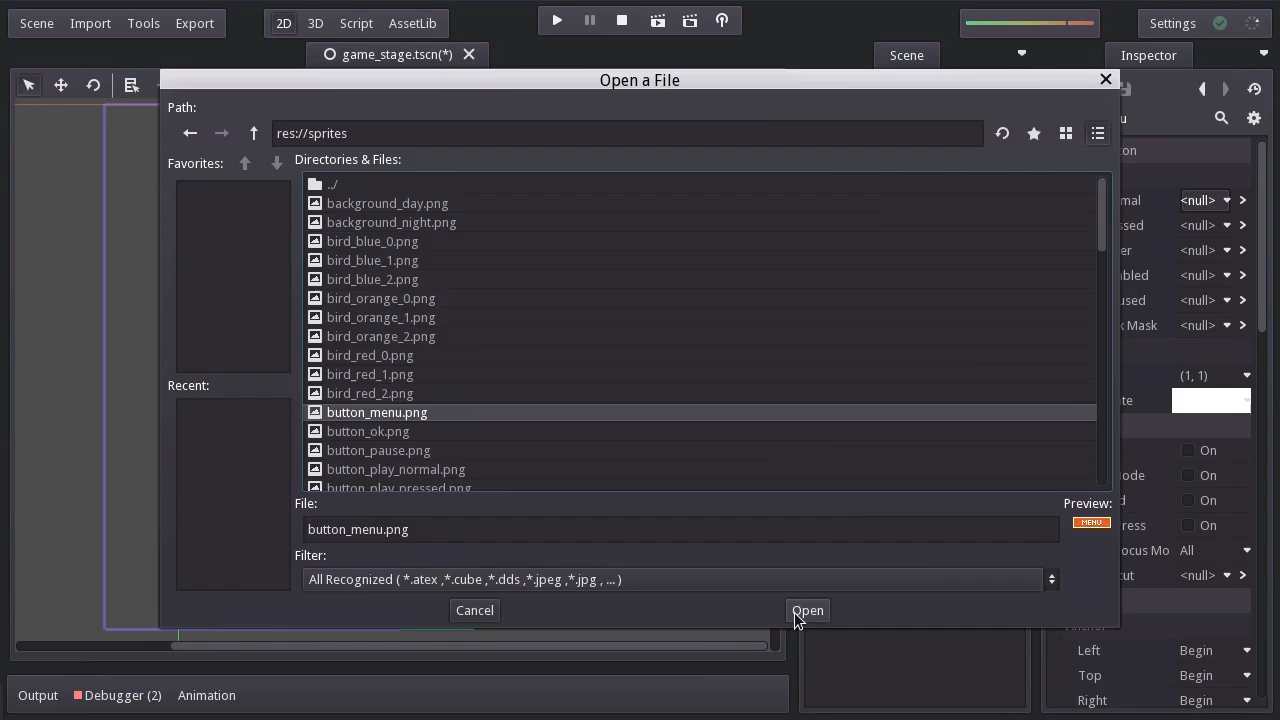 Scene Import Tools Export 2D 3D Script AssetLib Settings
game_stage.tscn(*) Scene Inspector
Open a File
Path:
res://sprites
Favorites: Directories & Files:
../
background_day.png
background_night.png
bird_blue_0.png
bird_blue_1.png
bird_blue_2.png
bird_orange_0.png
bird_orange_1.png
bird_orange_2.png
bird_red_0.png
bird_red_1.png
bird_red_2.png
button_menu.png
button_ok.png
button_pause.png
button_play_normal.png
button_play_pressed.png
Recent:
File: Preview:
button_menu.png
MENU
Filter:
All Recognized ( *.atex ,*.cube ,*.dds ,*.jpeg ,*.jpg , ... )
Cancel Open
<null>
<null>
<null>
<null>
<null>
Mask <null>
(1, 1)
On
On
On
On
All
<null>
Left Begin
Top Begin
Right Begin
Output Debugger (2) Animation